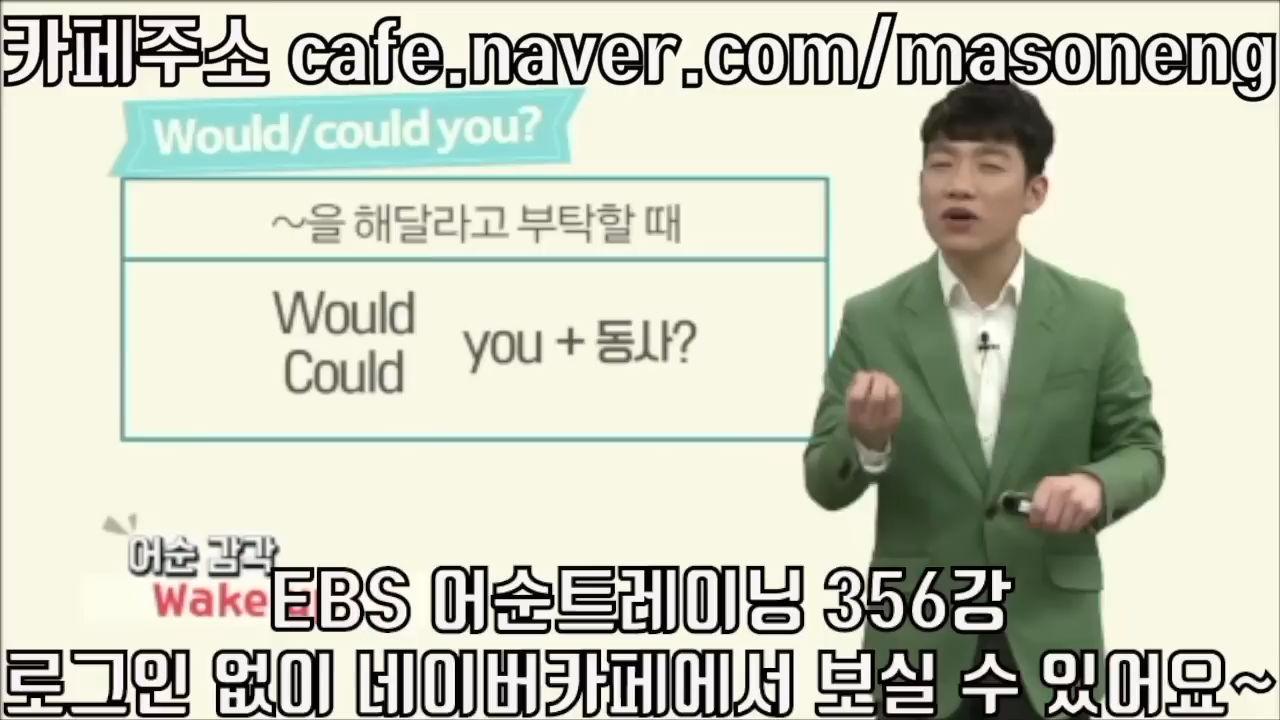 카페주소 cafe.naver.com/masoneng
Would/could you?
~을 해달라고 부탁할 때
Would
Could
you + 동사?
어순 감각
Wake
EBS 어순트레이닝 356강
로그인 없이 네이버카페에서 보실 수 있어요~